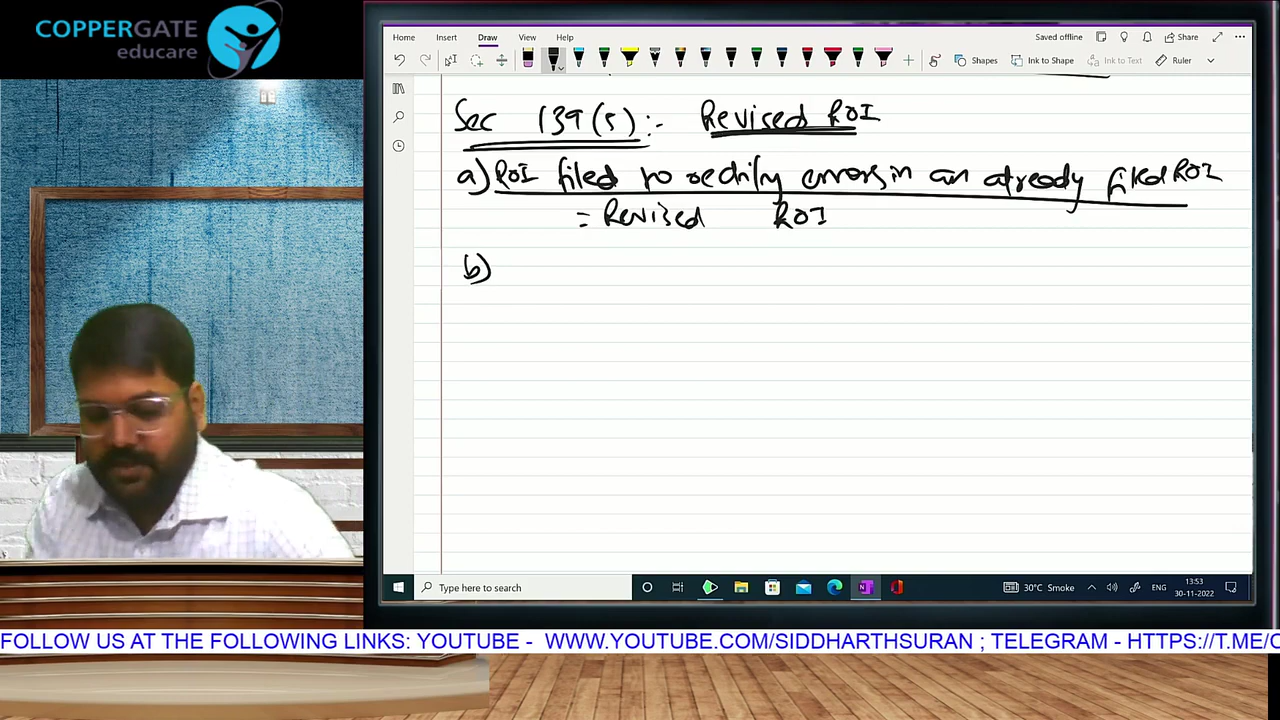 COPPERGATE
educare
Home Insert Draw View Help
Saved offline
Share
Shapes
Ink to Shape
Ink to Text
Ruler
Sec 139(5):- Revised ROI
a) ROI filed to rectify errors in an already filed ROI
= Revised ROI
b)
Type here to search
30°C Smoke
ENG
13:53
30-11-2022
FOLLOW US AT THE FOLLOWING LINKS: YOUTUBE - WWW.YOUTUBE.COM/SIDDHARTHSURAN ; TELEGRAM - HTTPS://T.ME/C